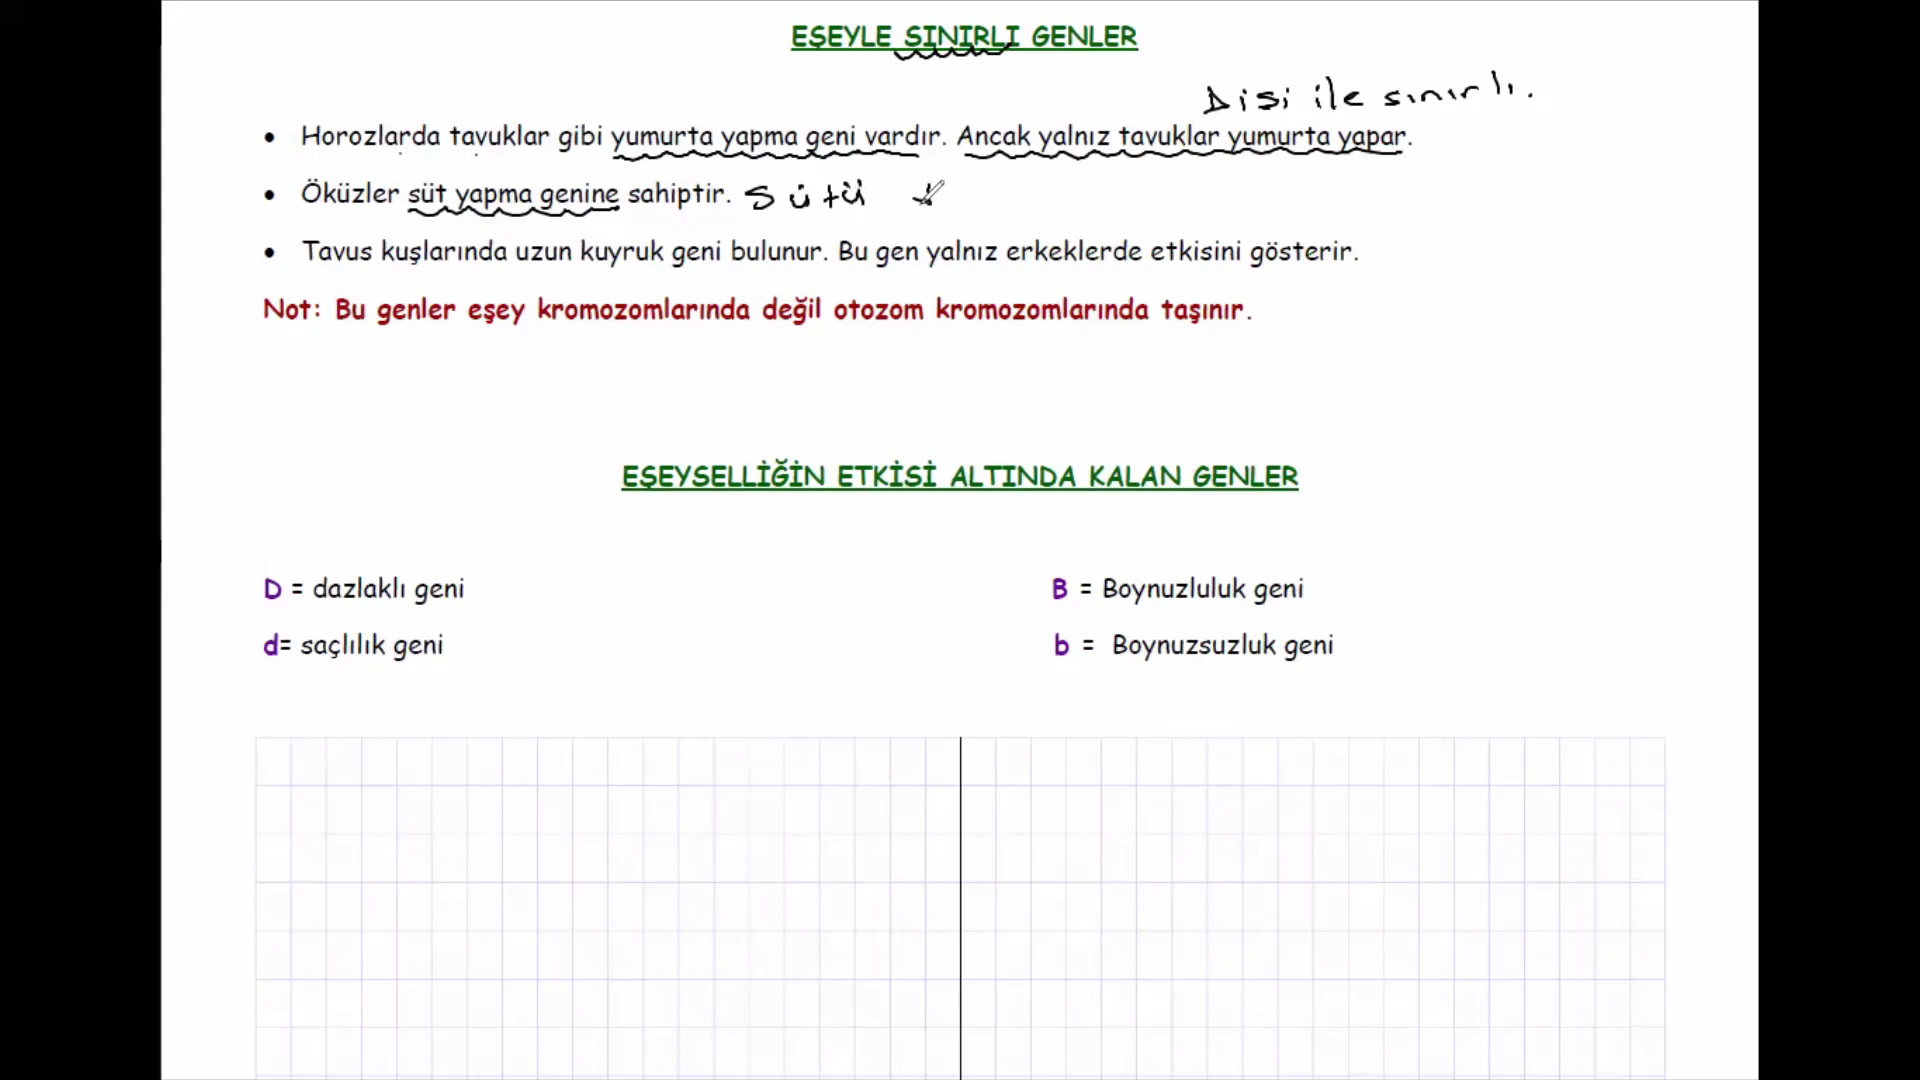 EŞEYLE SINIRLI GENLER
Disi ile sınırlı.
• Horozlarda tavuklar gibi yumurta yapma geni vardır. Ancak yalnız tavuklar yumurta yapar.
• Öküzler süt yapma genine sahiptir. sütü
• Tavus kuşlarında uzun kuyruk geni bulunur. Bu gen yalnız erkeklerde etkisini gösterir.
Not: Bu genler eşey kromozomlarında değil otozom kromozomlarında taşınır.
EŞEYSELLİĞİN ETKİSİ ALTINDA KALAN GENLER
D = dazlaklı geni
B = Boynuzluluk geni
d= saçlılık geni
b = Boynuzsuzluk geni